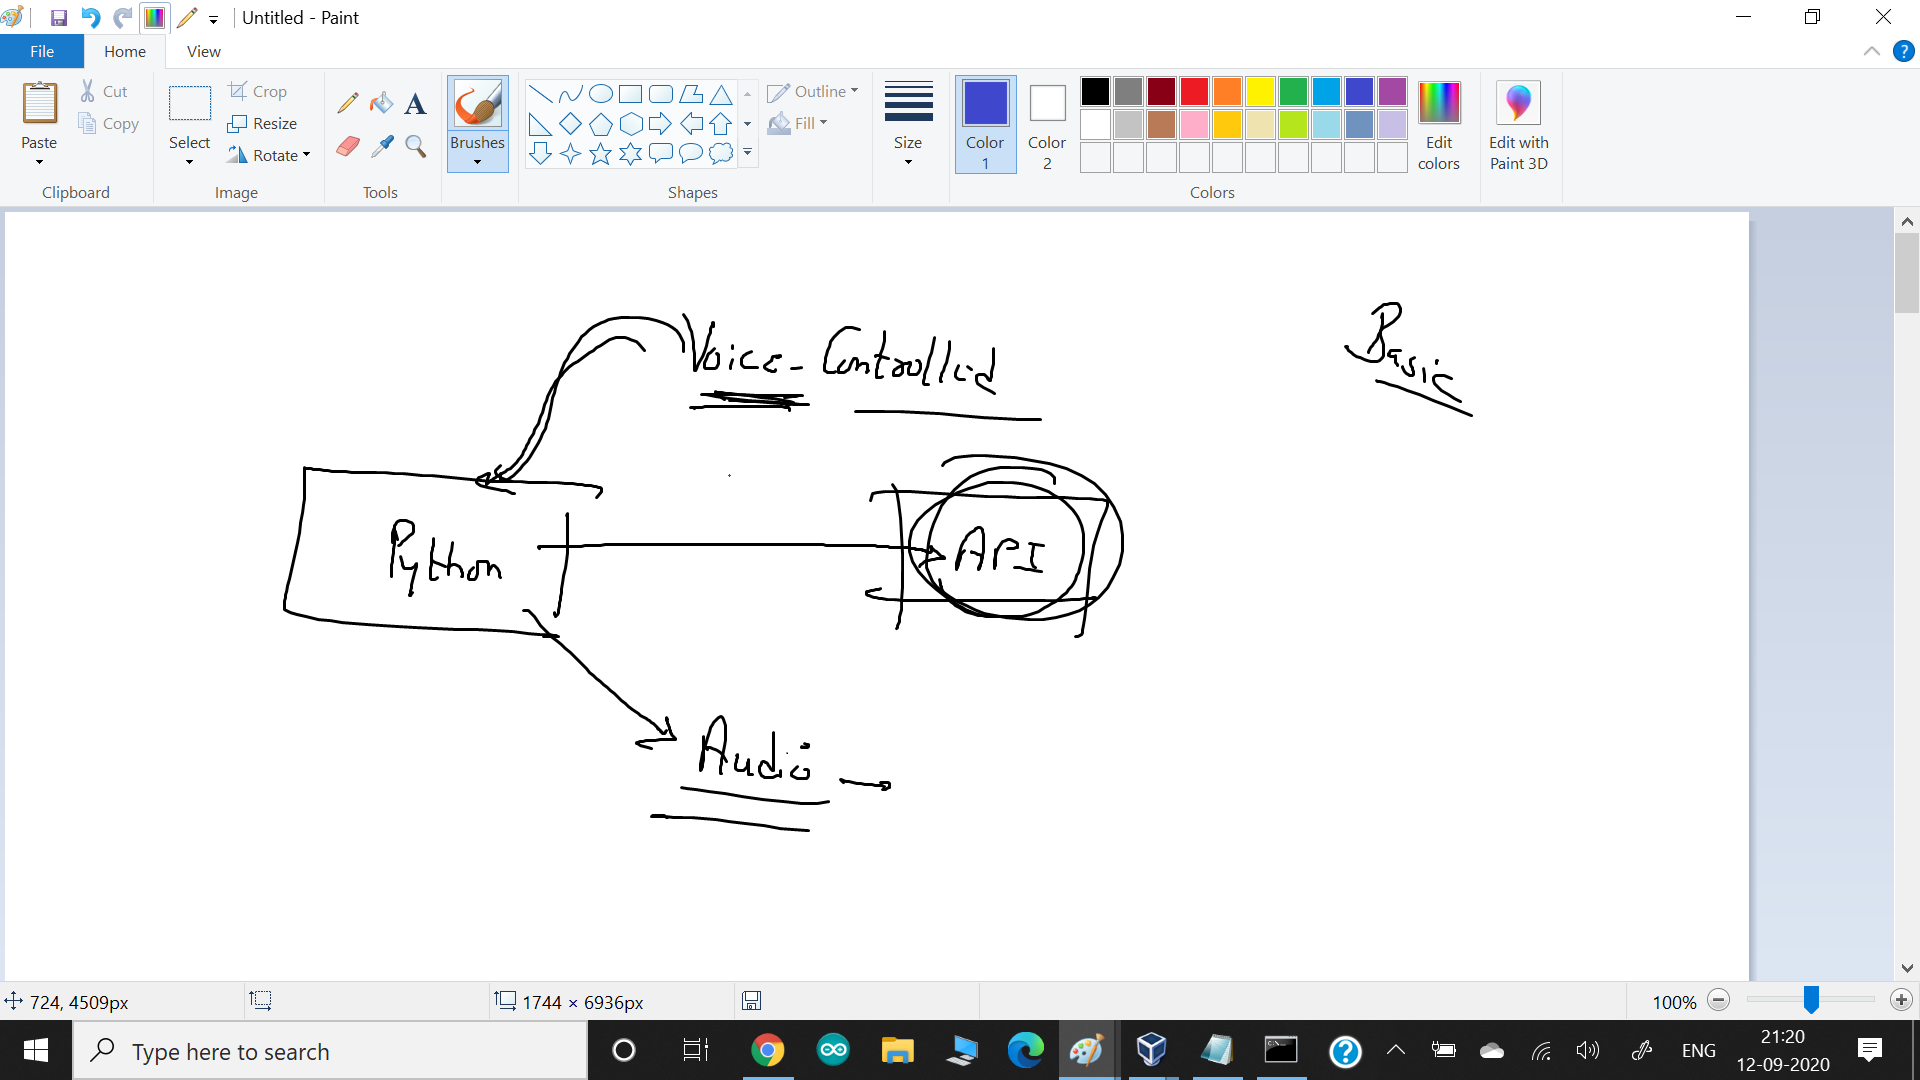 Untitled - Paint
File
Home
View
Paste
Cut
Copy
Clipboard
Select
Crop
Resize
Rotate
Image
Tools
Brushes
Shapes
Outline
Fill
Size
Color 1
Color 2
Colors
Edit colors
Edit with Paint 3D
Voice-Controlled
Basic
Python
API
Audio
724, 4509px
1744 × 6936px
100%
Type here to search
ENG
21:20
12-09-2020